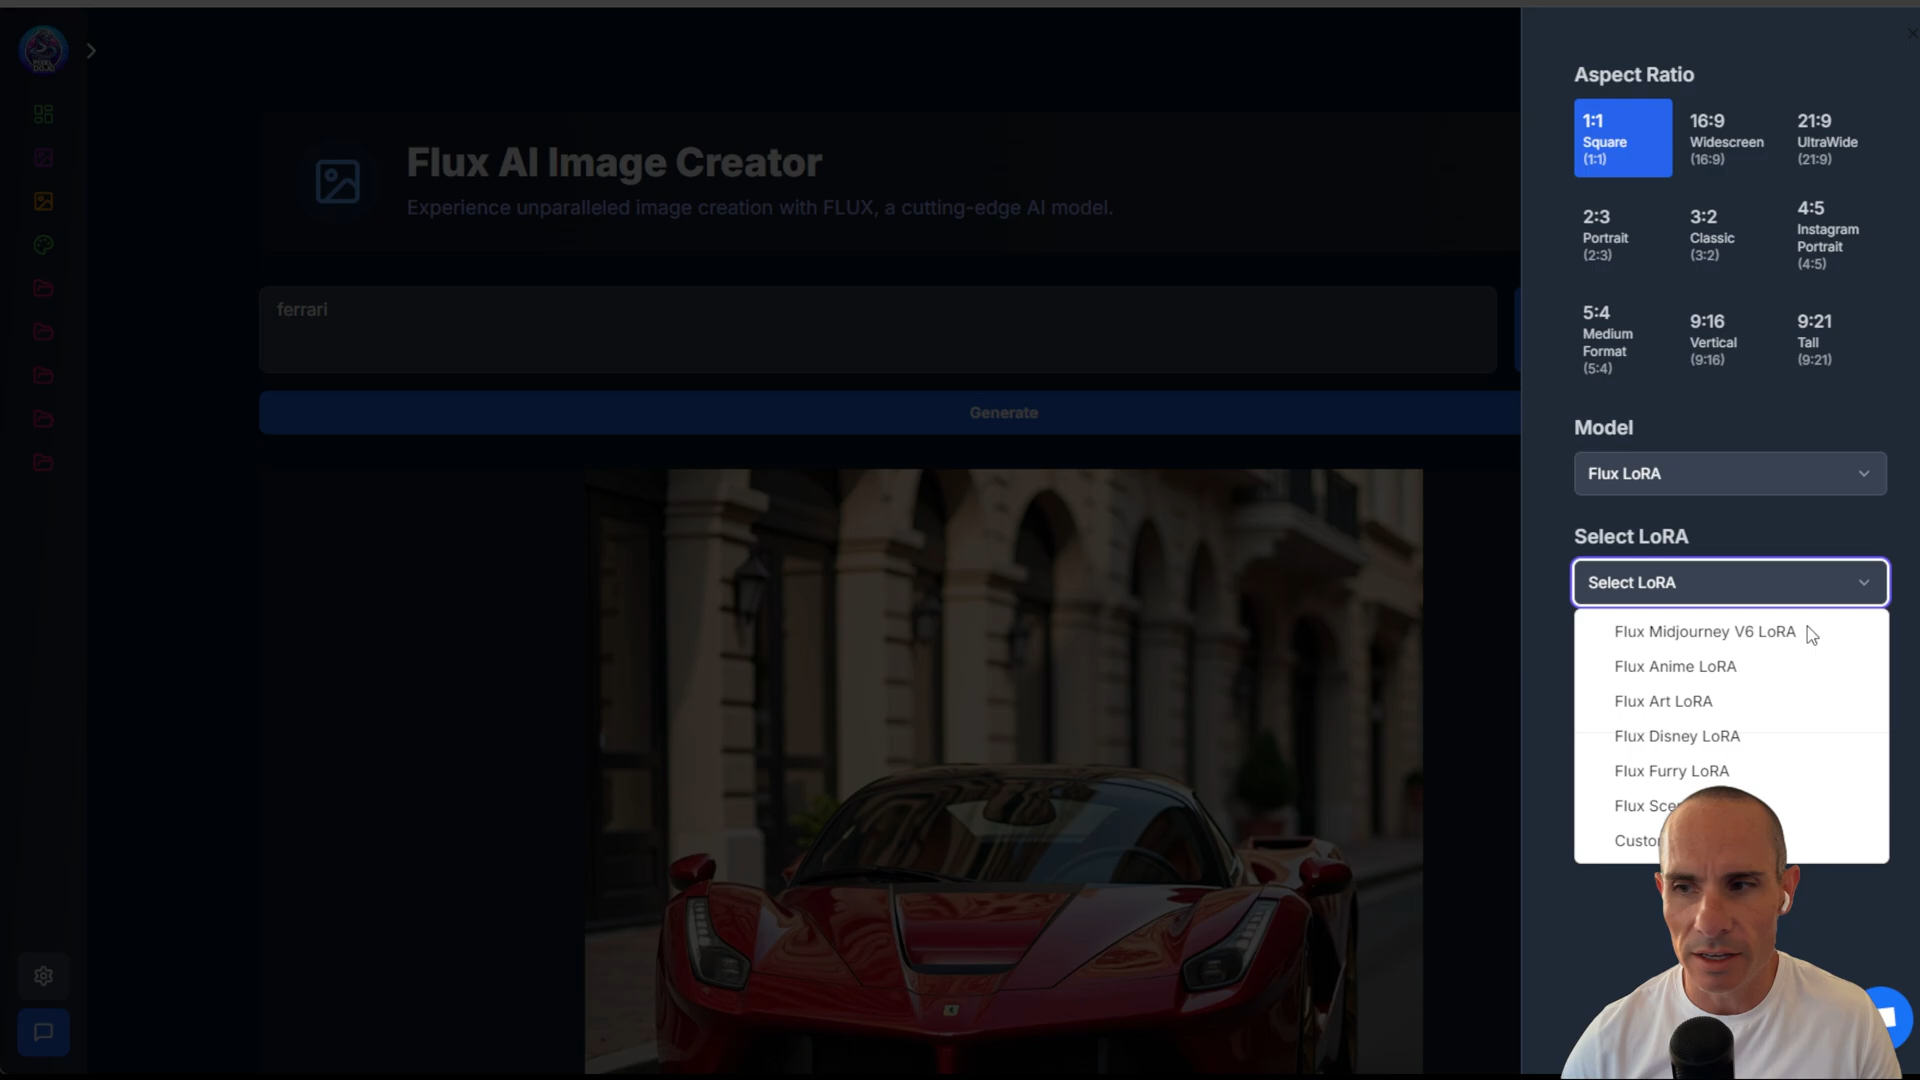 Flux AI Image Creator
Experience unparalleled image creation with FLUX, a cutting-edge AI model.
ferrari
Generate
Aspect Ratio
1:1
Square
(1:1)
16:9
Widescreen
(16:9)
21:9
UltraWide
(21:9)
2:3
Portrait
(2:3)
3:2
Classic
(3:2)
4:5
Instagram
Portrait
(4:5)
5:4
Medium
Format
(5:4)
9:16
Vertical
(9:16)
9:21
Tall
(9:21)
Model
Flux LoRA
Select LoRA
Select LoRA
Flux Midjourney V6 LoRA
Flux Anime LoRA
Flux Art LoRA
Flux Disney LoRA
Flux Furry LoRA
Flux